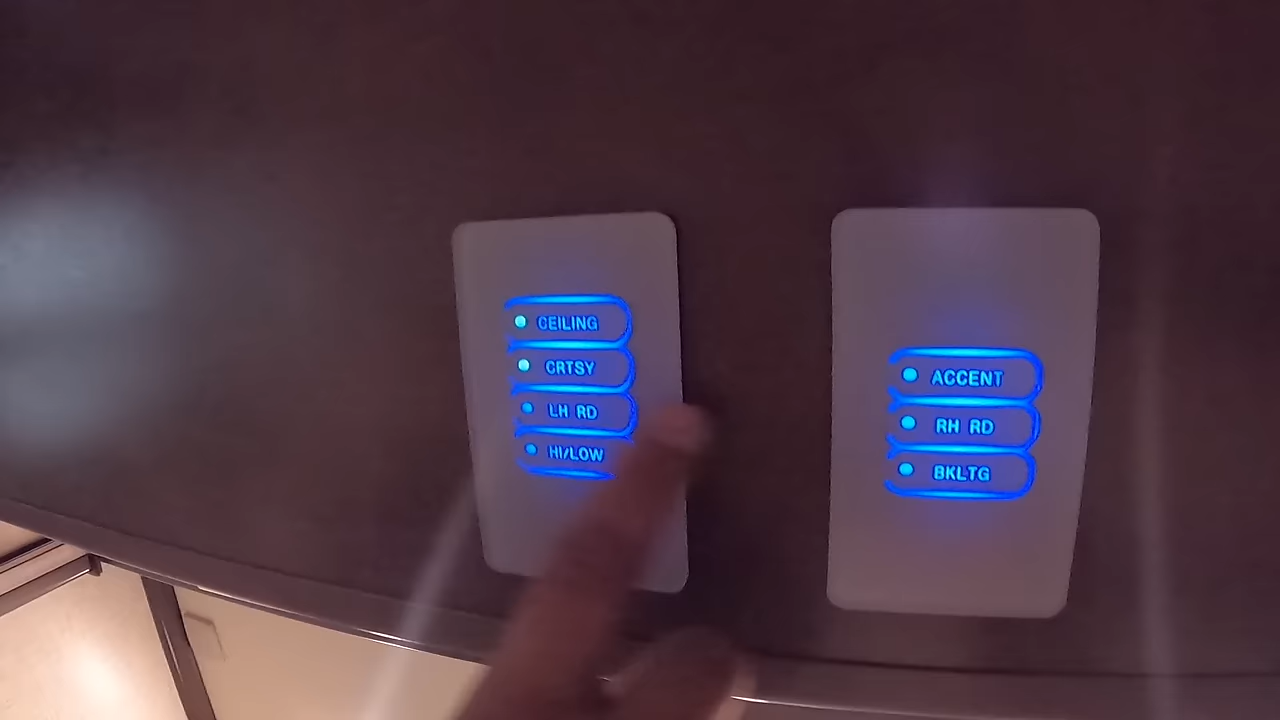 CEILING
CRTSY
LH RD
HI/LOW
ACCENT
RH RD
BKLTG